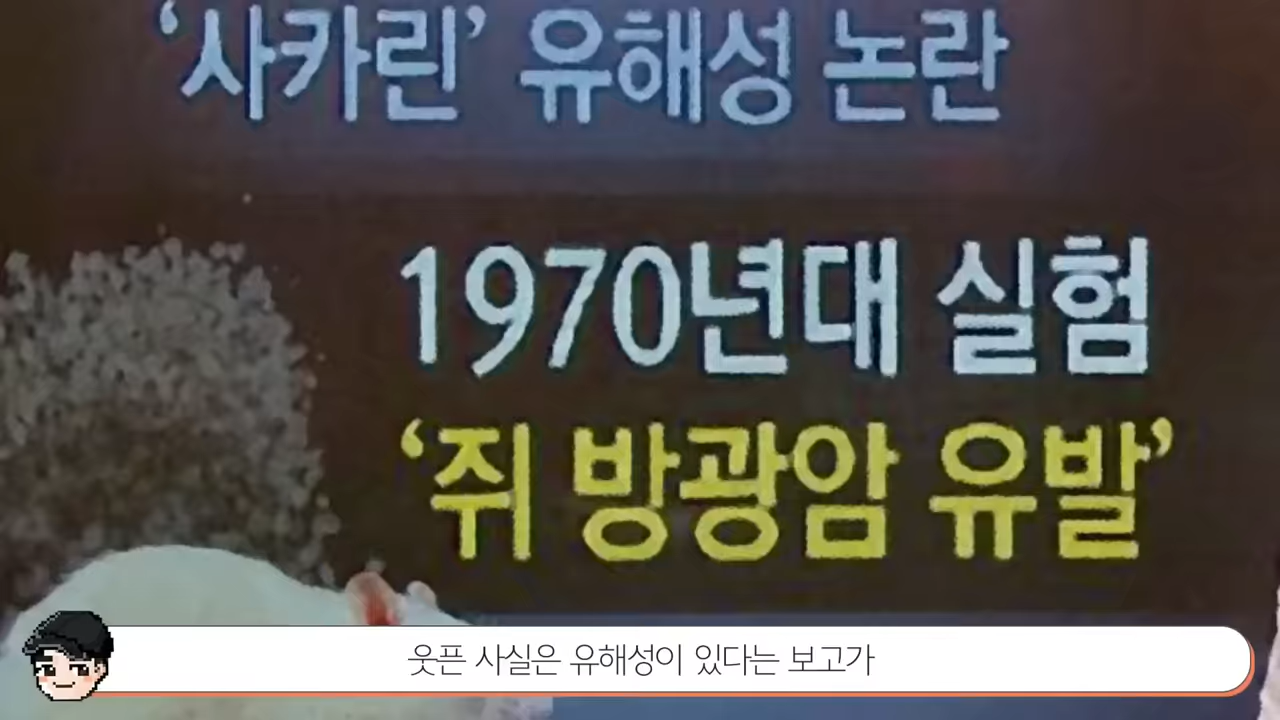 ‘사카린’ 유해성 논란
1970년대 실험
‘쥐 방광암 유발’
웃픈 사실은 유해성이 있다는 보고가